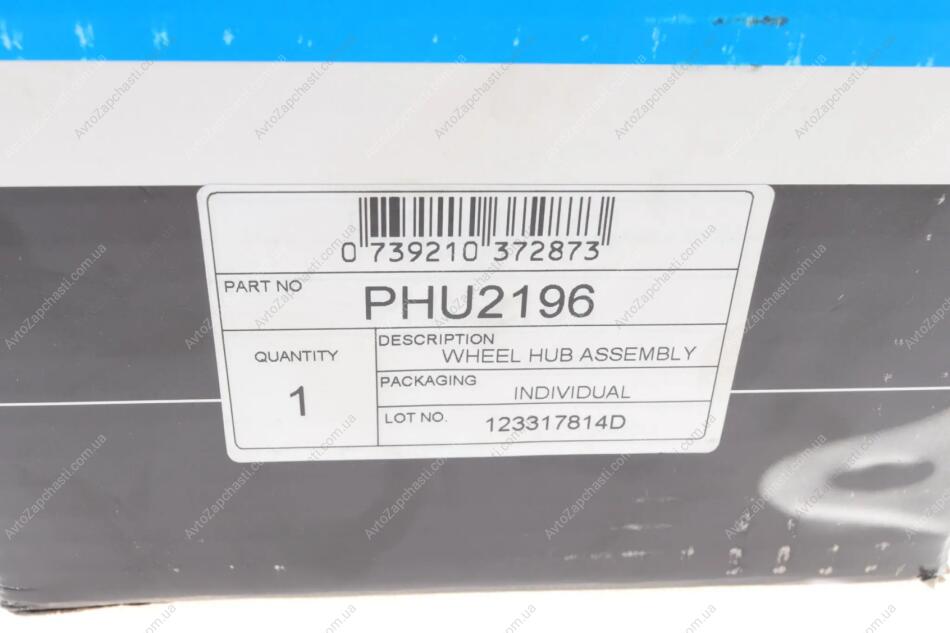 0 739210 372873
PART NO
PHU2196
QUANTITY
1
DESCRIPTION
WHEEL HUB ASSEMBLY
PACKAGING
INDIVIDUAL
LOT NO.
123317814D
AvtoZapchasti.com.ua